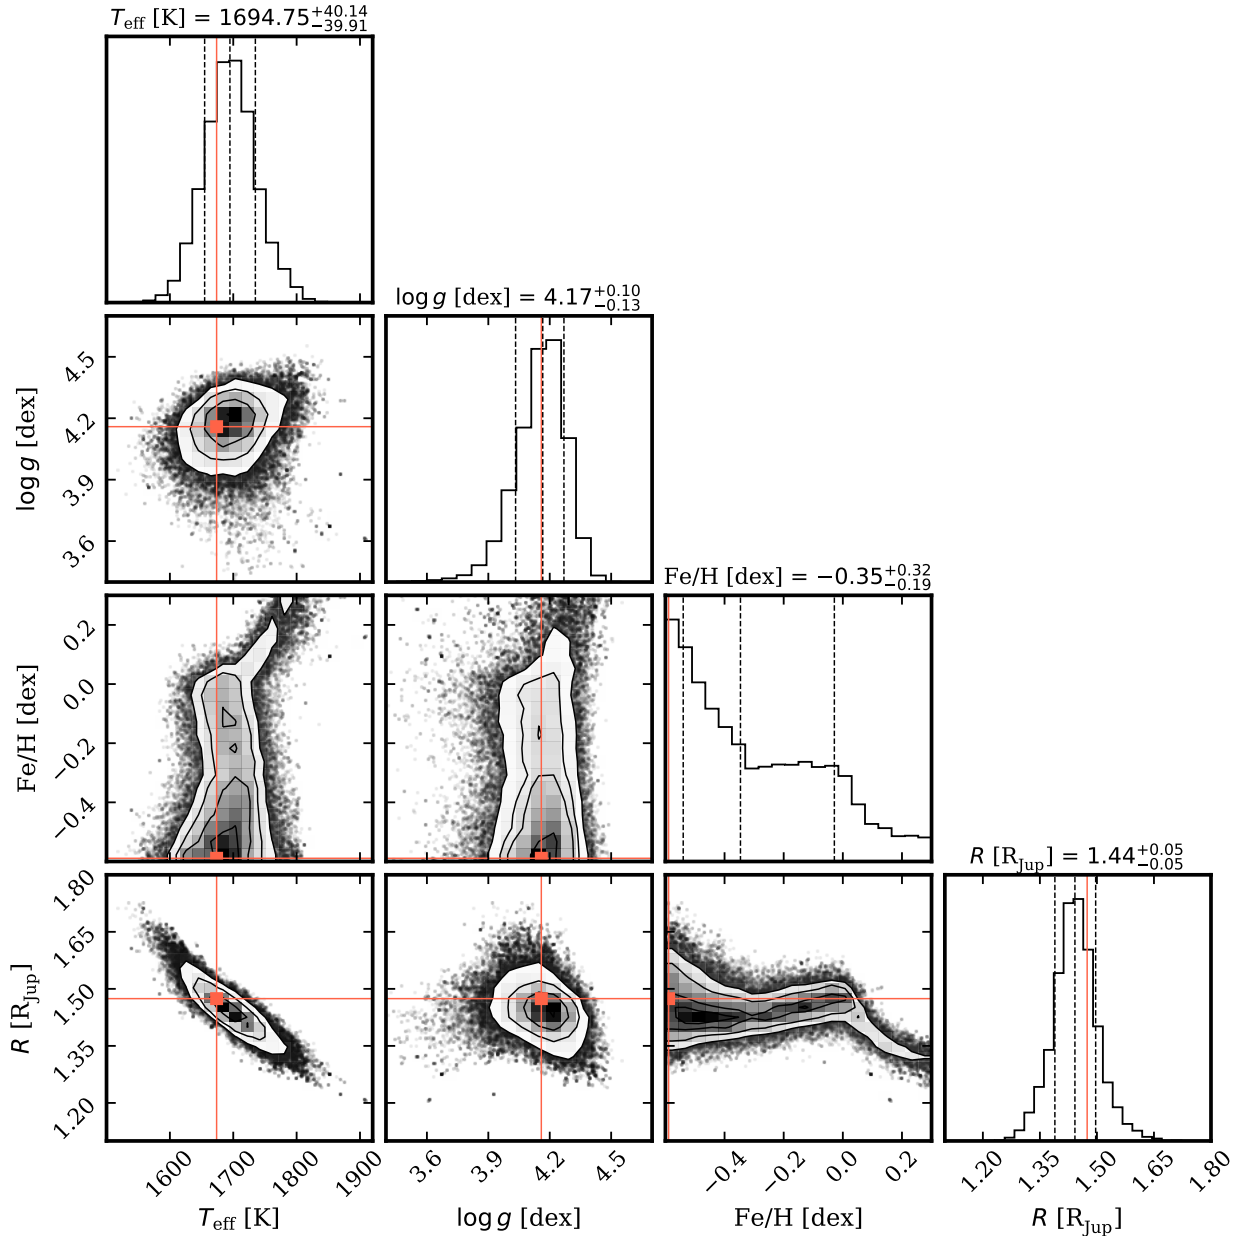 T_eff [K] = 1694.75 +40.14 −39.91
log g [dex] = 4.17 +0.10 −0.13
4.5
4.2
3.9
3.6
log g [dex]
Fe/H [dex] = −0.35 +0.32 −0.19
0.2
0.0
−0.2
−0.4
Fe/H [dex]
R [R_Jup] = 1.44 +0.05 −0.05
1.80
1.65
1.50
1.35
1.20
R [R_Jup]
1600 1700 1800 1900
3.6 3.9 4.2 4.5
−0.4 −0.2 0.0 0.2
1.20 1.35 1.50 1.65 1.80
T_eff [K] log g [dex] Fe/H [dex] R [R_Jup]